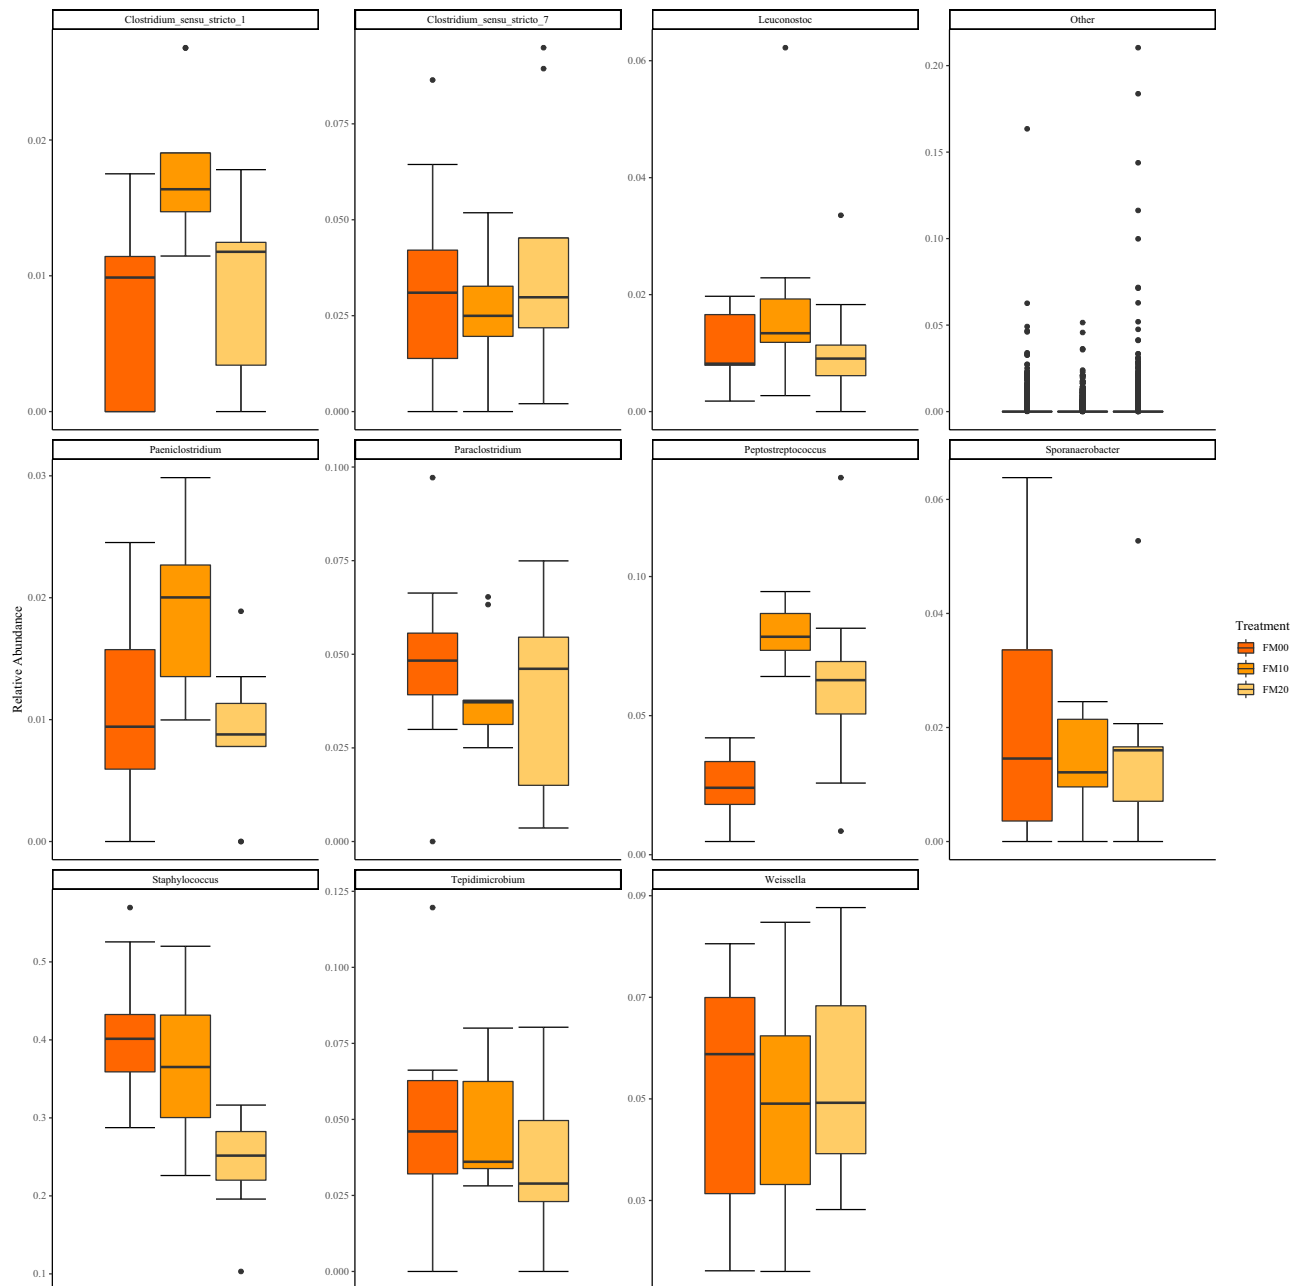 Clostridium_sensu_stricto_1
Clostridium_sensu_stricto_7
Leuconostoc
Other
0.02
0.01
0.00
0.075
0.050
0.025
0.000
0.06
0.04
0.02
0.00
0.20
0.15
0.10
0.05
0.00
Paeniclostridium
Paraclostridium
Peptostreptococcus
Sporanaerobacter
0.03
0.02
0.01
0.00
0.100
0.075
0.050
0.025
0.000
0.10
0.05
0.00
0.06
0.04
0.02
0.00
Relative Abundance
Treatment
FM00
FM10
FM20
Staphylococcus
Tepidimicrobium
Weissella
0.5
0.4
0.3
0.2
0.1
0.125
0.100
0.075
0.050
0.025
0.000
0.09
0.07
0.05
0.03